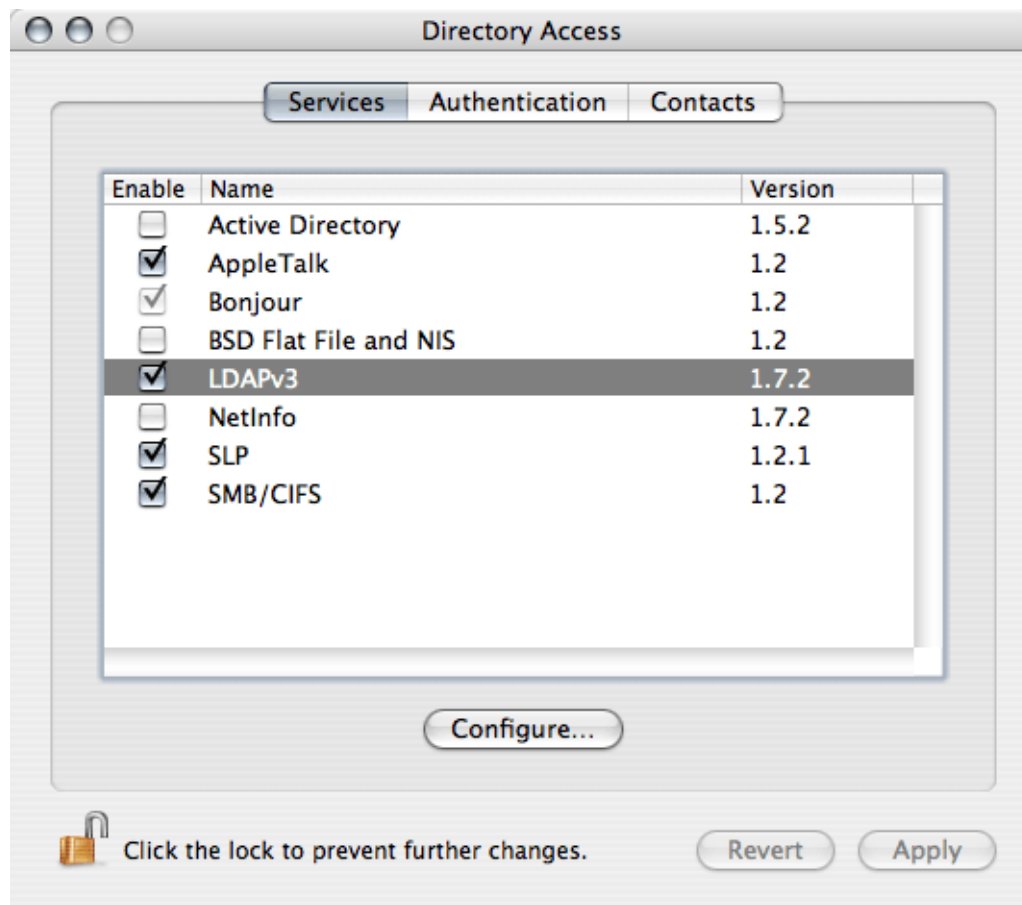 Directory Access
Services Authentication Contacts
Enable Name Version
Active Directory 1.5.2
AppleTalk 1.2
Bonjour 1.2
BSD Flat File and NIS 1.2
LDAPv3 1.7.2
NetInfo 1.7.2
SLP 1.2.1
SMB/CIFS 1.2
Configure...
Click the lock to prevent further changes. Revert Apply